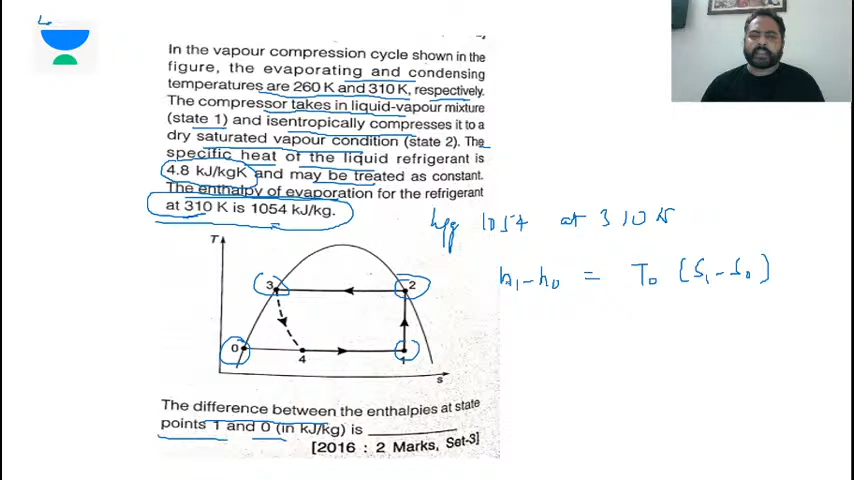 In the vapour compression cycle shown in the
figure, the evaporating and condensing
temperatures are 260 K and 310 K, respectively.
The compressor takes in liquid-vapour mixture
(state 1) and isentropically compresses it to a
dry saturated vapour condition (state 2). The
specific heat of the liquid refrigerant is
4.8 kJ/kgK and may be treated as constant.
The enthalpy of evaporation for the refrigerant
at 310 K is 1054 kJ/kg.
hfg 1054 at 310 K
h1-h0 = T0 [S1-S0]
T
3
2
0
4
1
s
The difference between the enthalpies at state
points 1 and 0 (in kJ/kg) is ________
[2016 : 2 Marks, Set-3]